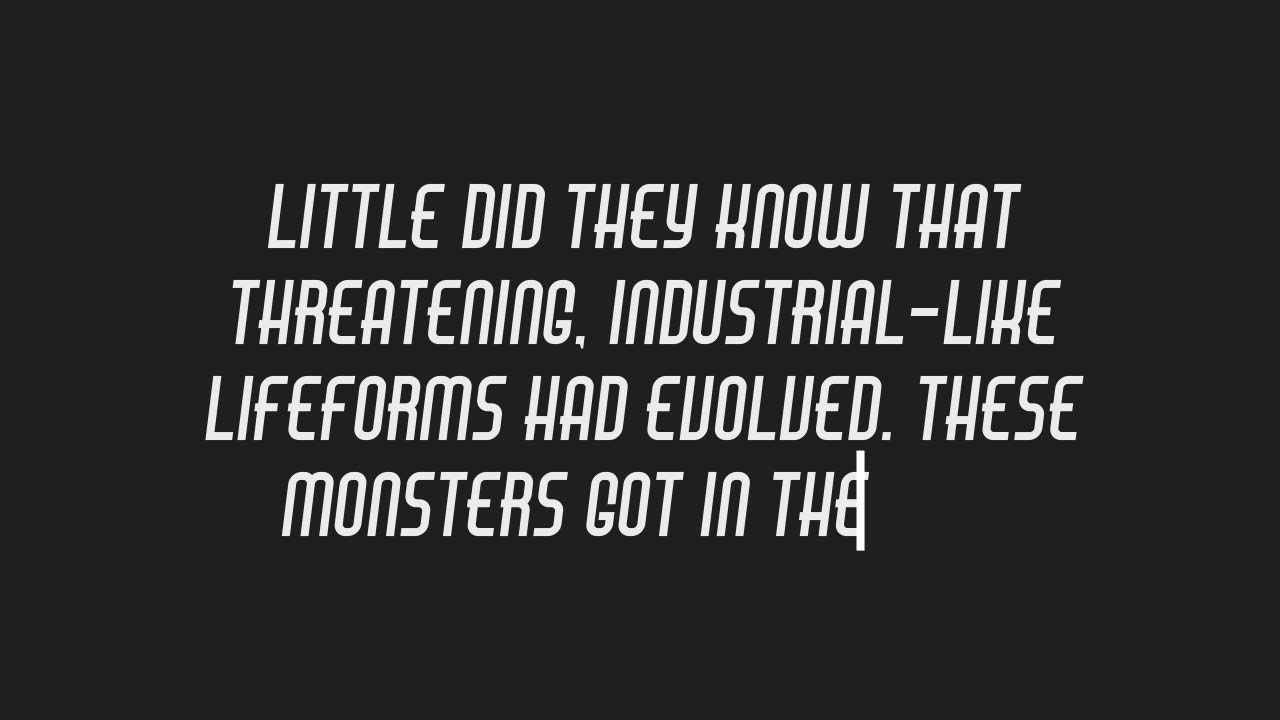 LITTLE DID THEY KNOW THAT
THREATENING, INDUSTRIAL-LIKE
LIFEFORMS HAD EVOLVED. THESE
MONSTERS GOT IN THE